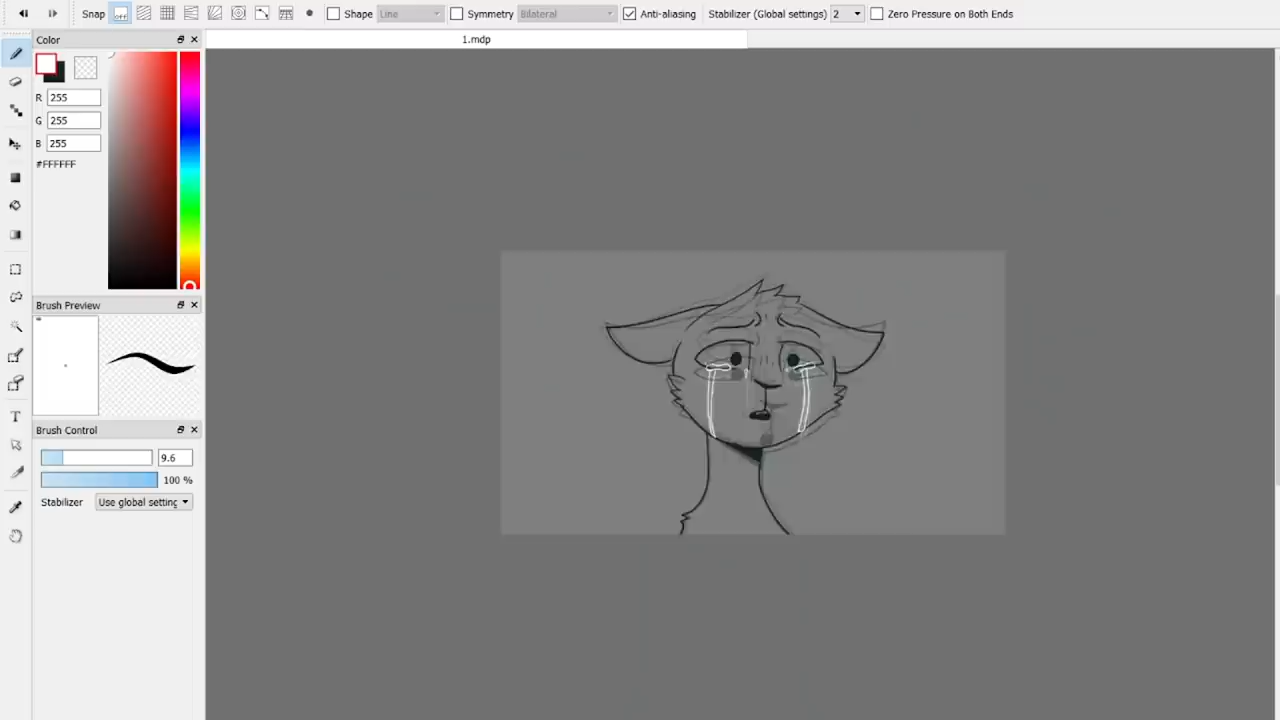 Snap Shape Line Symmetry Bilateral Anti-aliasing Stabilizer (Global settings) 2 Zero Pressure on Both Ends
Color
1.mdp
R 255
G 255
B 255
#FFFFFF
Brush Preview
Brush Control
9.6
100 %
Stabilizer Use global setting
T